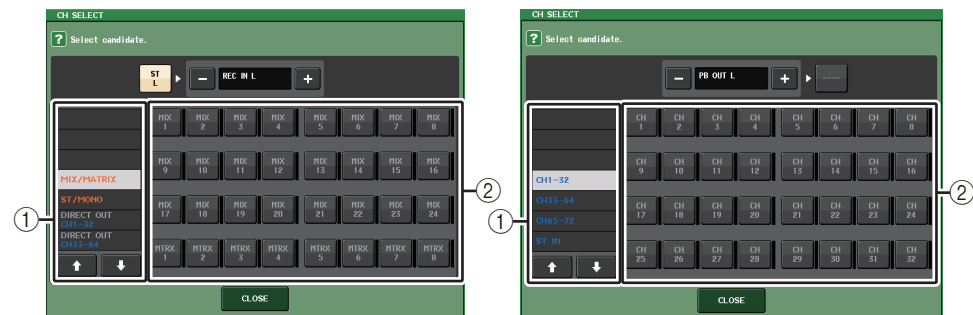 CH SELECT
? Select candidate.
ST L
−
REC IN L
+
MIX/MATRIX
ST/MONO
DIRECT OUT
CH1-32
DIRECT OUT
CH33-64
MIX 1 MIX 2 MIX 3 MIX 4 MIX 5 MIX 6 MIX 7 MIX 8
MIX 9 MIX 10 MIX 11 MIX 12 MIX 13 MIX 14 MIX 15 MIX 16
MIX 17 MIX 18 MIX 19 MIX 20 MIX 21 MIX 22 MIX 23 MIX 24
MTRX 1 MTRX 2 MTRX 3 MTRX 4 MTRX 5 MTRX 6 MTRX 7 MTRX 8
CLOSE
①
②
CH SELECT
? Select candidate.
−
PB OUT L
+
----
CH1-32
CH33-64
CH65-72
ST IN
CH 1 CH 2 CH 3 CH 4 CH 5 CH 6 CH 7 CH 8
CH 9 CH 10 CH 11 CH 12 CH 13 CH 14 CH 15 CH 16
CH 17 CH 18 CH 19 CH 20 CH 21 CH 22 CH 23 CH 24
CH 25 CH 26 CH 27 CH 28 CH 29 CH 30 CH 31 CH 32
CLOSE
①
②